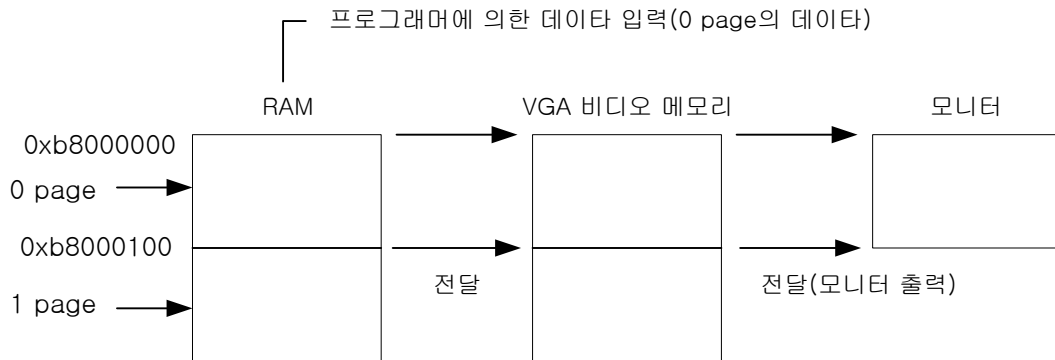 프로그래머에 의한 데이타 입력(0 page의 데이타)
RAM
VGA 비디오 메모리
모니터
0xb8000000
0 page
0xb8000100
전달
전달(모니터 출력)
1 page